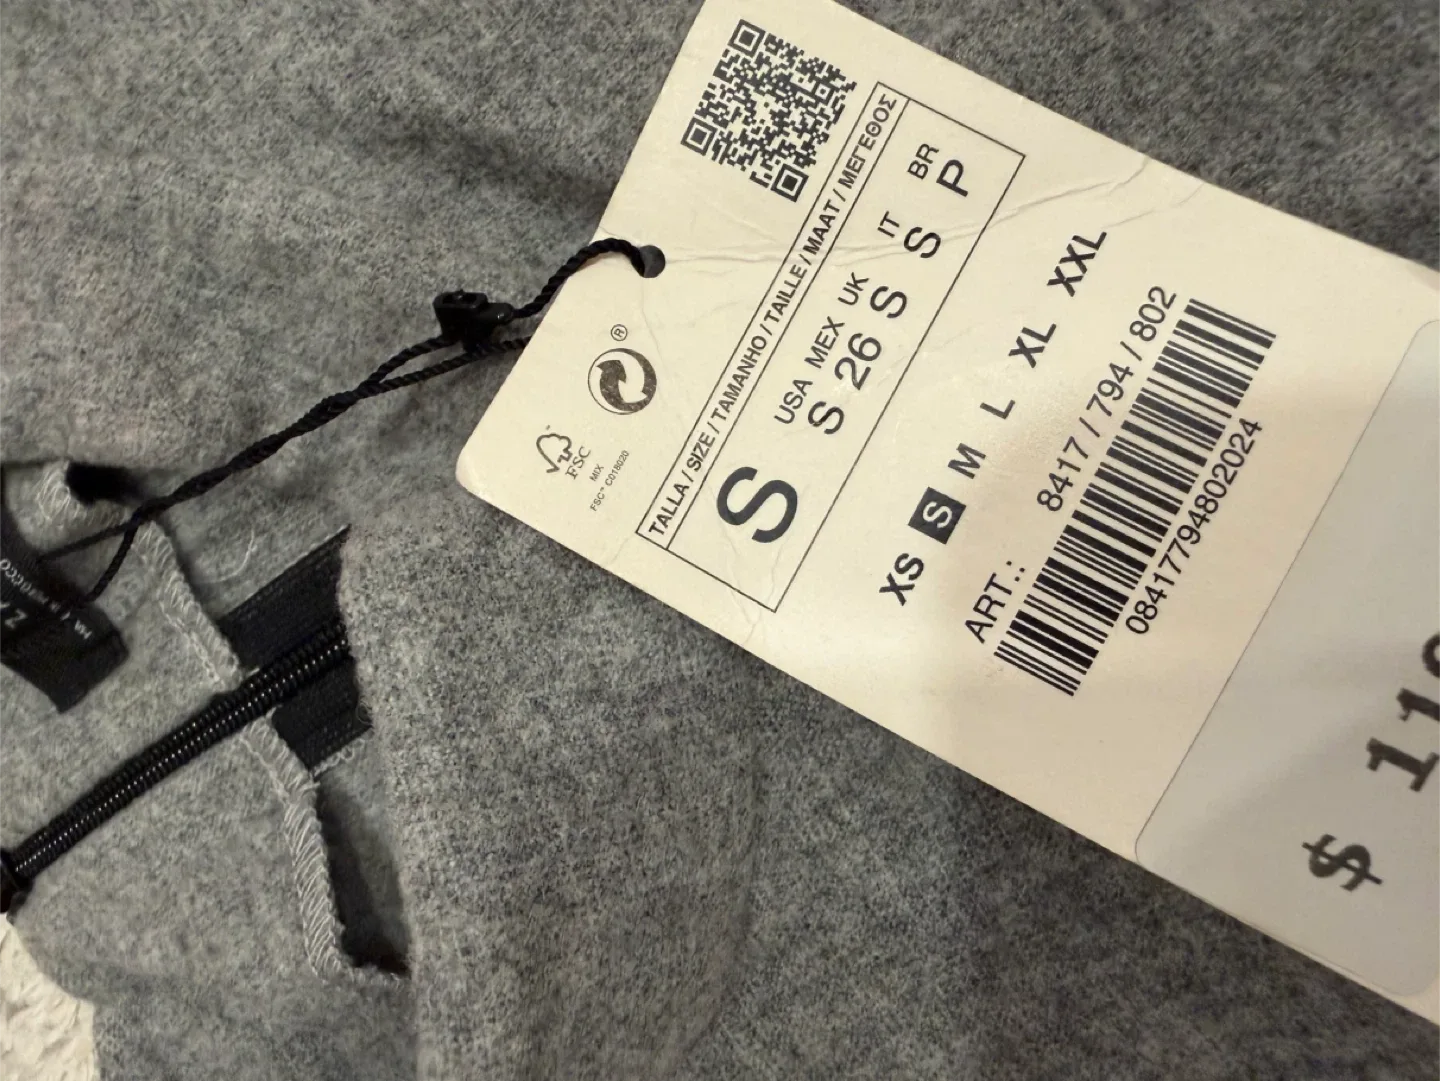 TALLA / SIZE / TAMANHO / TAILLE / MAAT / ΜΕΓΕΘΟΣ
S
USA MEX UK IT BR
S 26 S S P
XS S M L XL XXL
ART.: 8417 / 794 / 802
08417794802024
®
FSC
MIX
FSC™ C018020
$ 11